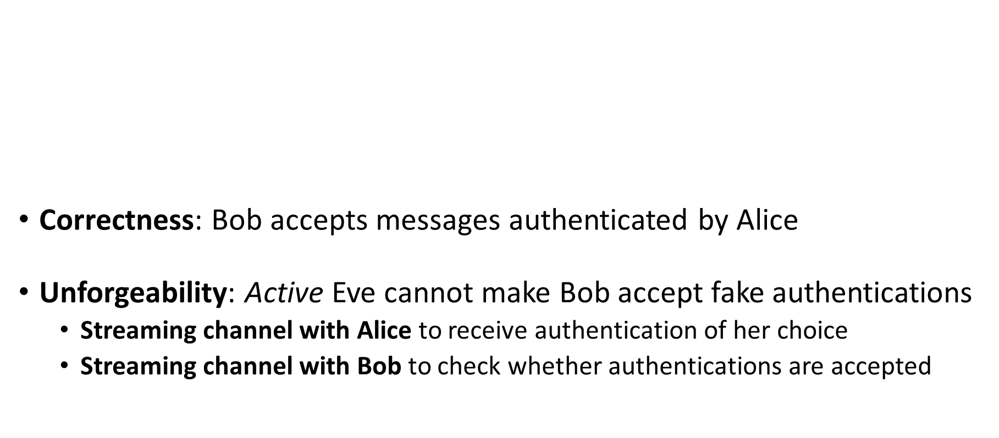 • Correctness: Bob accepts messages authenticated by Alice
• Unforgeability: Active Eve cannot make Bob accept fake authentications
• Streaming channel with Alice to receive authentication of her choice
• Streaming channel with Bob to check whether authentications are accepted